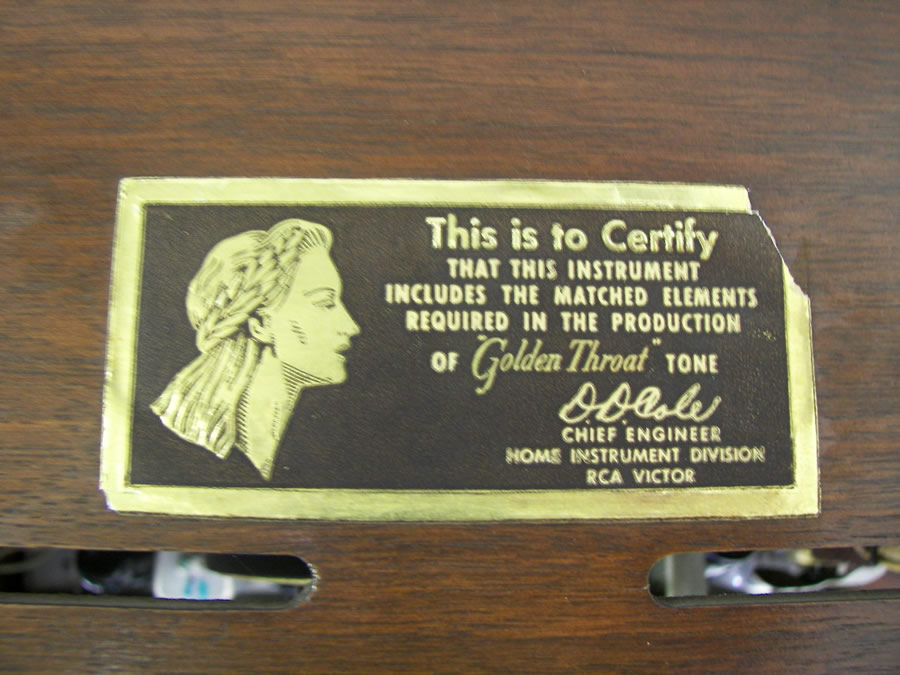 This is to Certify
THAT THIS INSTRUMENT
INCLUDES THE MATCHED ELEMENTS
REQUIRED IN THE PRODUCTION
OF "Golden Throat" TONE
D.D. Cole
CHIEF ENGINEER
HOME INSTRUMENT DIVISION
RCA VICTOR